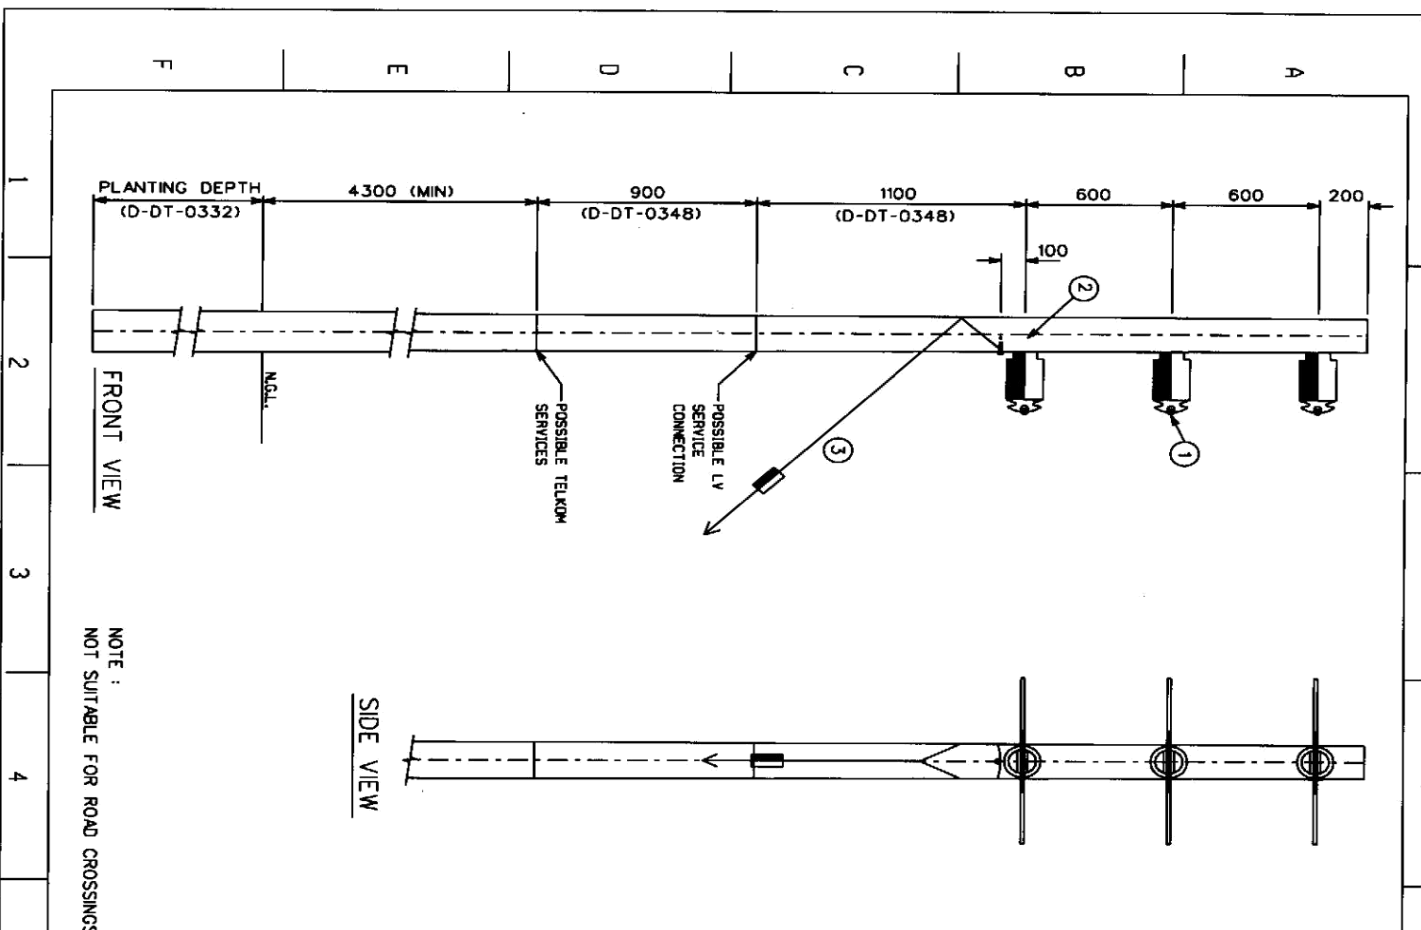 F
E
D
C
B
A
1
2
3
4
PLANTING DEPTH
(D-DT-0332)
4300 (MIN)
900
(D-DT-0348)
1100
(D-DT-0348)
600
600
200
100
2
1
3
N.G.L.
FRONT VIEW
POSSIBLE TELKOM
SERVICES
POSSIBLE LV
SERVICE
CONNECTION
SIDE VIEW
NOTE :
NOT SUITABLE FOR ROAD CROSSINGS